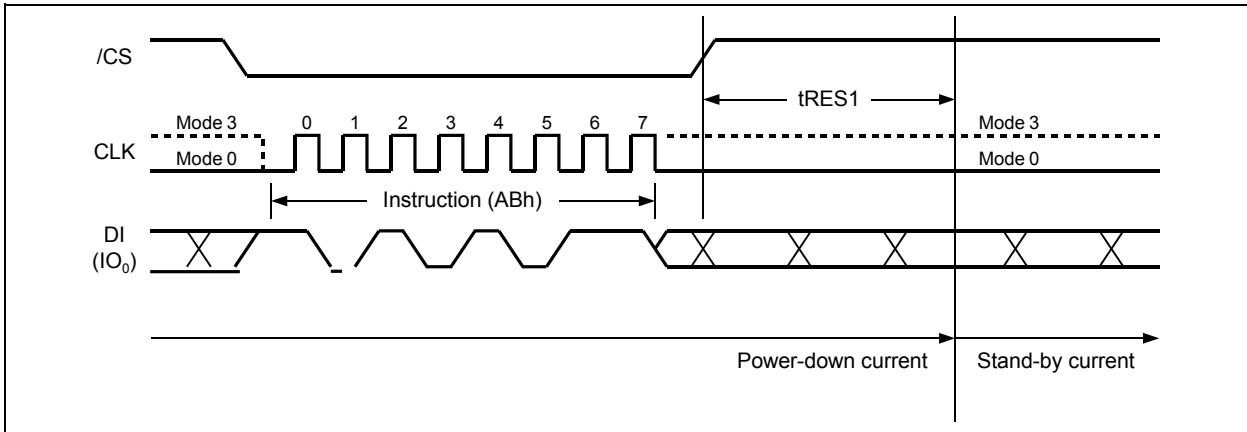 /CS
tRES1
Mode 3 0 1 2 3 4 5 6 7 Mode 3
CLK
Mode 0 Mode 0
Instruction (ABh)
DI
(IO₀)
Power-down current Stand-by current